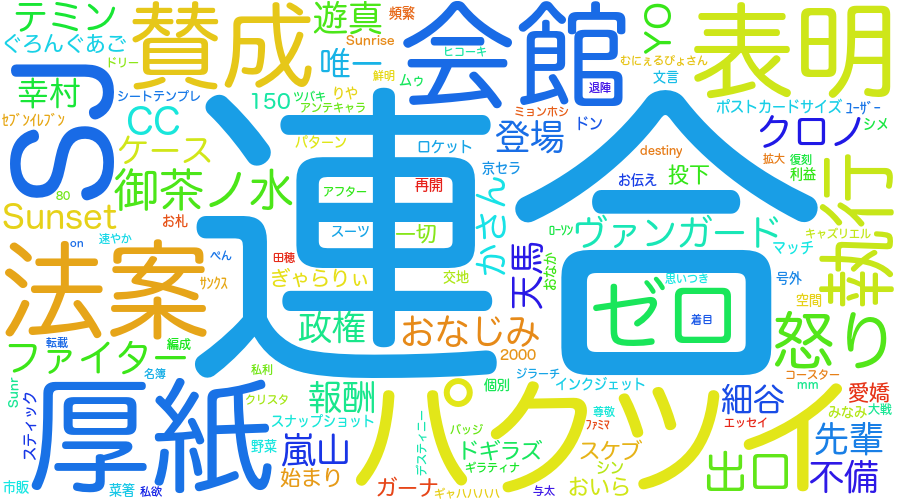 テミン
賛成
遊真
頻繁
会館
YO
表明
ぐろんぐあご
ドリー
Sunrise
唯一
ヒコーキ
むにぇるぴょさん
SJ
幸村
シートテンプレ
150
ツバキ
りや
ムゥ
鮮明
退陣
文言
アンテキャラ
ポストカードサイズ
ユーザー
セブンイレブン
CC
ケース
連合
パターン
ロケット
登場
ミョンホシ
ドン
クロノ
シメ
destiny
拡大
復刻
利益
京セラ
投下
執行
80
御茶ノ水
アフター
再開
お伝え
Sunset
お札
スーツ
一切
かさん
ローソン
ヴァンガード
マッチ
キャズリエル
on
速やか
ぺん
田穂
天馬
おなか
法案
サンクス
ぎゃらりぃ
交地
思いつき
号外
ゼロ
空間
着目
政権
おなじみ
怒り
ファイター
転載
編成
2000
名簿
私利
個別
ジラーチ
コースター
Sunr
厚紙
報酬
パクツイ
インクジェット
mm
愛嬌
クリスタ
細谷
みなみ
大戦
スティック
スナップショット
デスティニー
バッジ
尊敬
ファミマ
エッセイ
先輩
嵐山
野菜
ドギラズ
スケブ
出口
不備
始まり
ギラティナ
シン
市販
菜箸
私欲
ガーナ
ギャハハハハ
与太
おいら